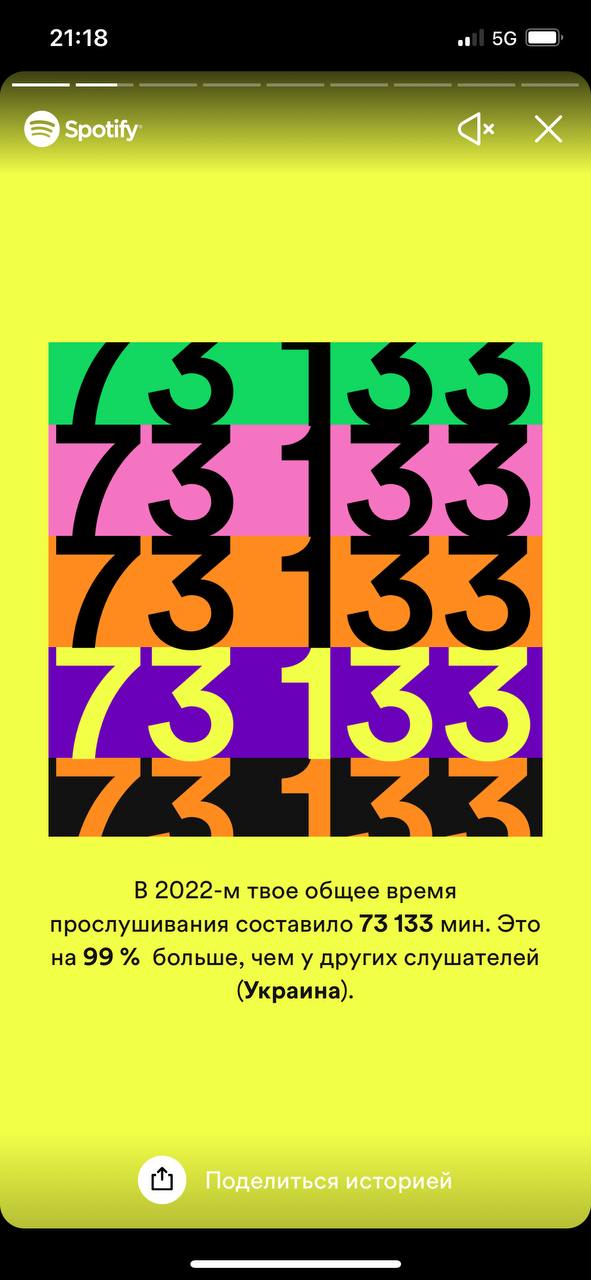 21:18
5G
Spotify
73 133
73 133
73 133
73 133
73 133
В 2022-м твое общее время
прослушивания составило 73 133 мин. Это
на 99 % больше, чем у других слушателей
(Украина).
Поделиться историей